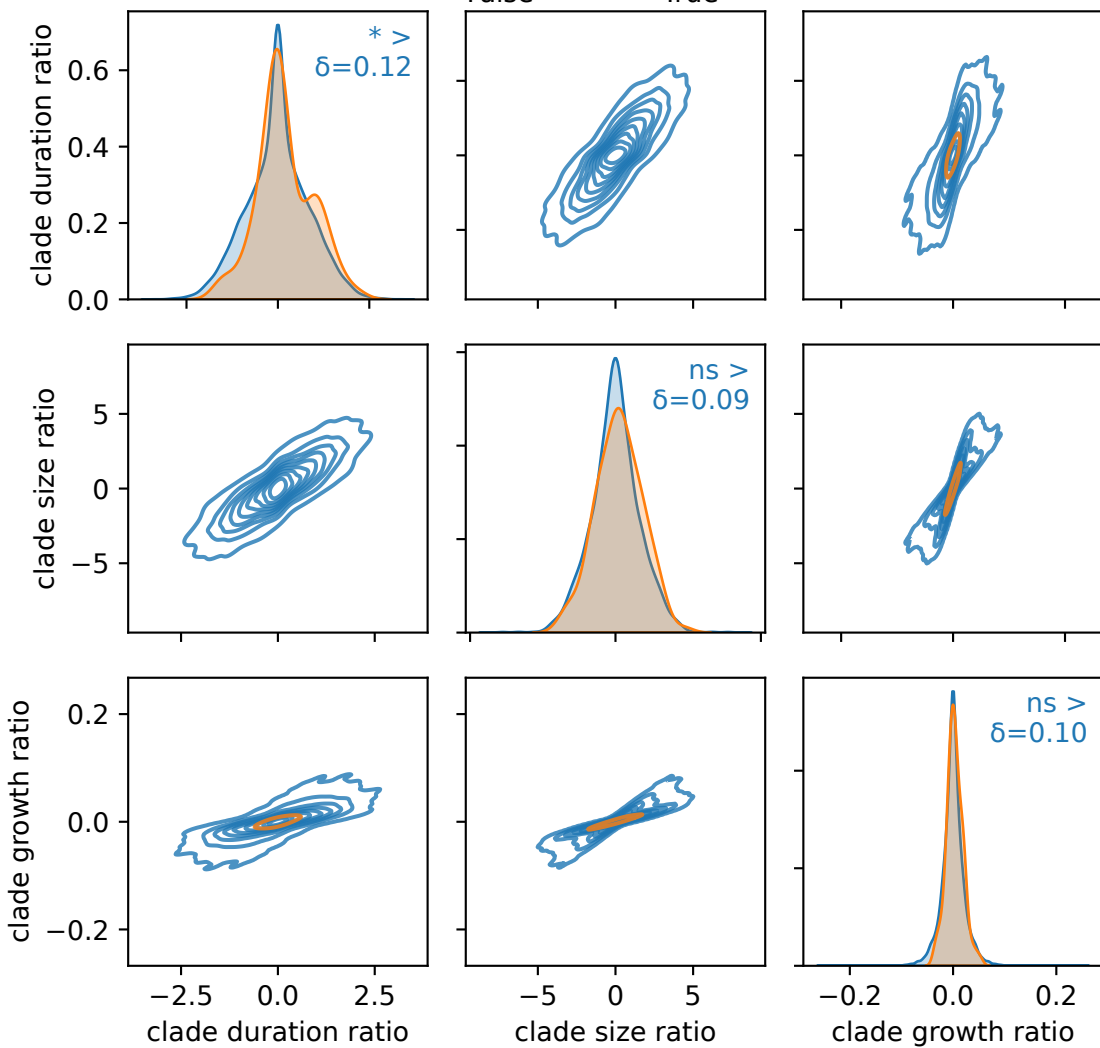 clade duration ratio
0.6
0.4
0.2
0.0
* >
δ=0.12
clade size ratio
5
0
−5
ns >
δ=0.09
clade growth ratio
0.2
0.0
−0.2
ns >
δ=0.10
−2.5 0.0 2.5
−5 0 5
−0.2 0.0 0.2
clade duration ratio
clade size ratio
clade growth ratio